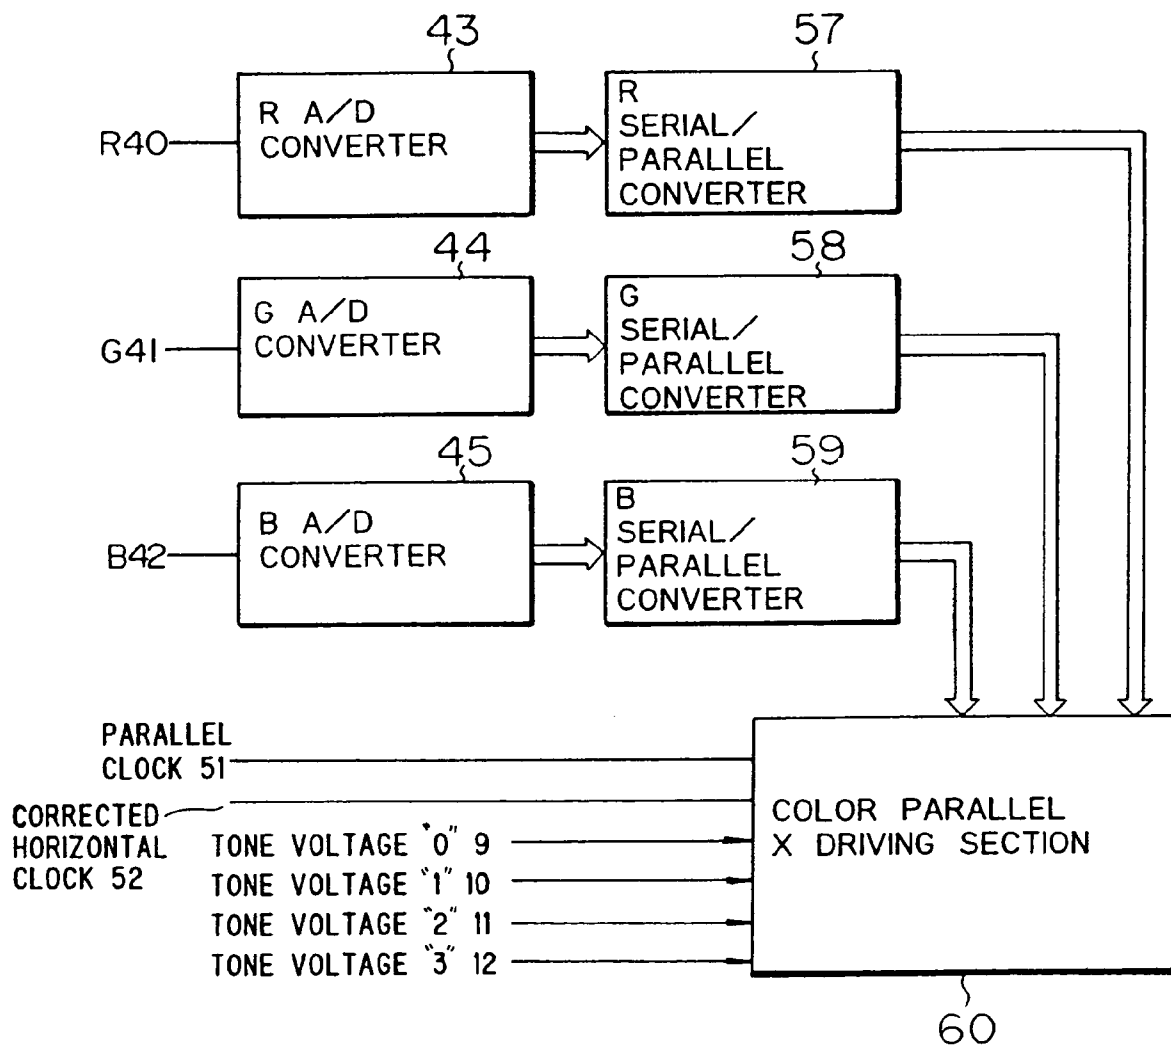 43
57
R A/D
CONVERTER
R
SERIAL/
PARALLEL
CONVERTER
R40
44
58
G A/D
CONVERTER
G
SERIAL/
PARALLEL
CONVERTER
G41
45
59
B A/D
CONVERTER
B
SERIAL/
PARALLEL
CONVERTER
B42
PARALLEL
CLOCK 51
CORRECTED
HORIZONTAL
CLOCK 52
TONE VOLTAGE "0" 9
TONE VOLTAGE "1" 10
TONE VOLTAGE "2" 11
TONE VOLTAGE "3" 12
COLOR PARALLEL
X DRIVING SECTION
60